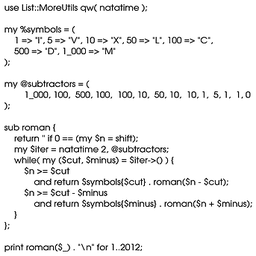 use List::MoreUtils qw( natatime );
my %symbols = (
1 => "I", 5 => "V", 10 => "X", 50 => "L", 100 => "C",
500 => "D", 1_000 => "M"
);
my @subtractors = (
1_000, 100, 500, 100, 100, 10, 50, 10, 10, 1, 5, 1, 1, 0
);
sub roman {
return '' if 0 == (my $n = shift);
my $iter = natatime 2, @subtractors;
while( my ($cut, $minus) = $iter->() ) {
$n >= $cut
and return $symbols{$cut} . roman($n - $cut);
$n >= $cut - $minus
and return $symbols{$minus} . roman($n + $minus);
}
};
print roman($_) . "\n" for 1..2012;